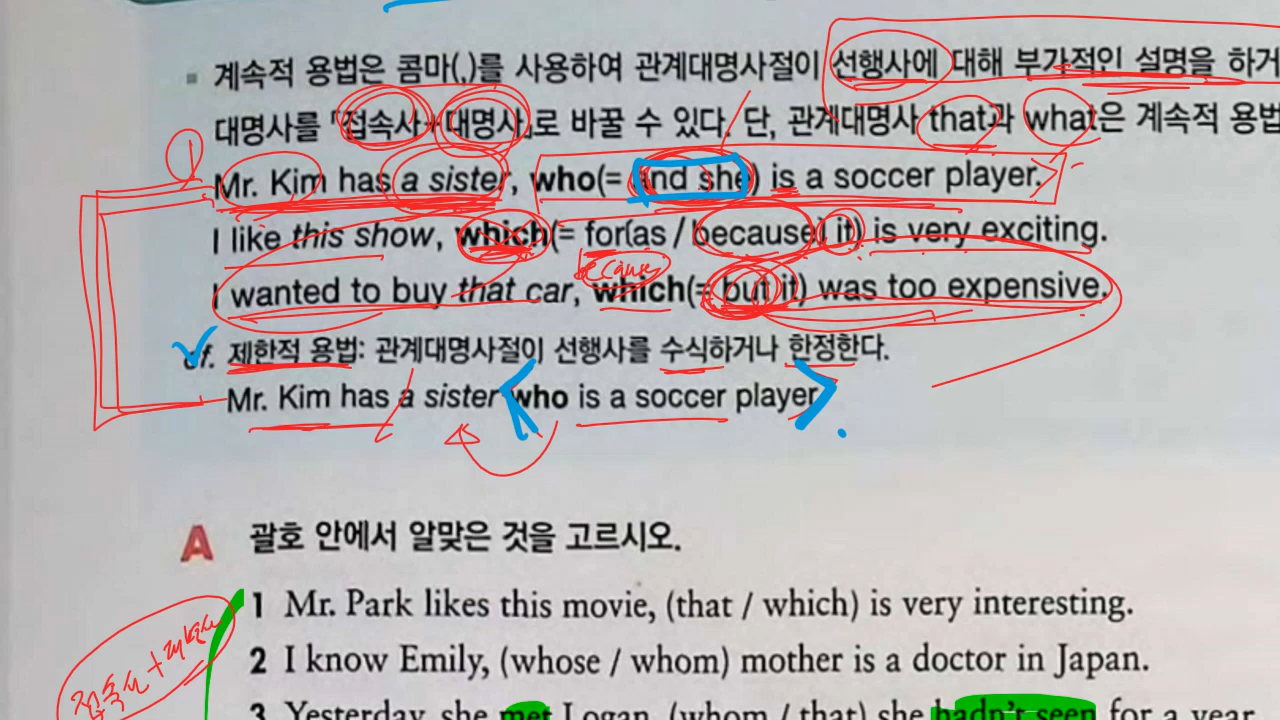 ▪ 계속적 용법은 콤마(,)를 사용하여 관계대명사절이 선행사에 대해 부가적인 설명을 하거
대명사를 「접속사+대명사」로 바꿀 수 있다. 단, 관계대명사 that과 what은 계속적 용법
Mr. Kim has a sister, who(= and she) is a soccer player.
I like this show, which(= for(as / because) it) is very exciting.
I wanted to buy that car, which(= but it) was too expensive.
cf. 제한적 용법: 관계대명사절이 선행사를 수식하거나 한정한다.
Mr. Kim has a sister who is a soccer player.
A 괄호 안에서 알맞은 것을 고르시오.
1 Mr. Park likes this movie, (that / which) is very interesting.
2 I know Emily, (whose / whom) mother is a doctor in Japan.
접속사+대명사
3 Yesterday, she met Logan, (whom / that) she hadn't seen for a year.